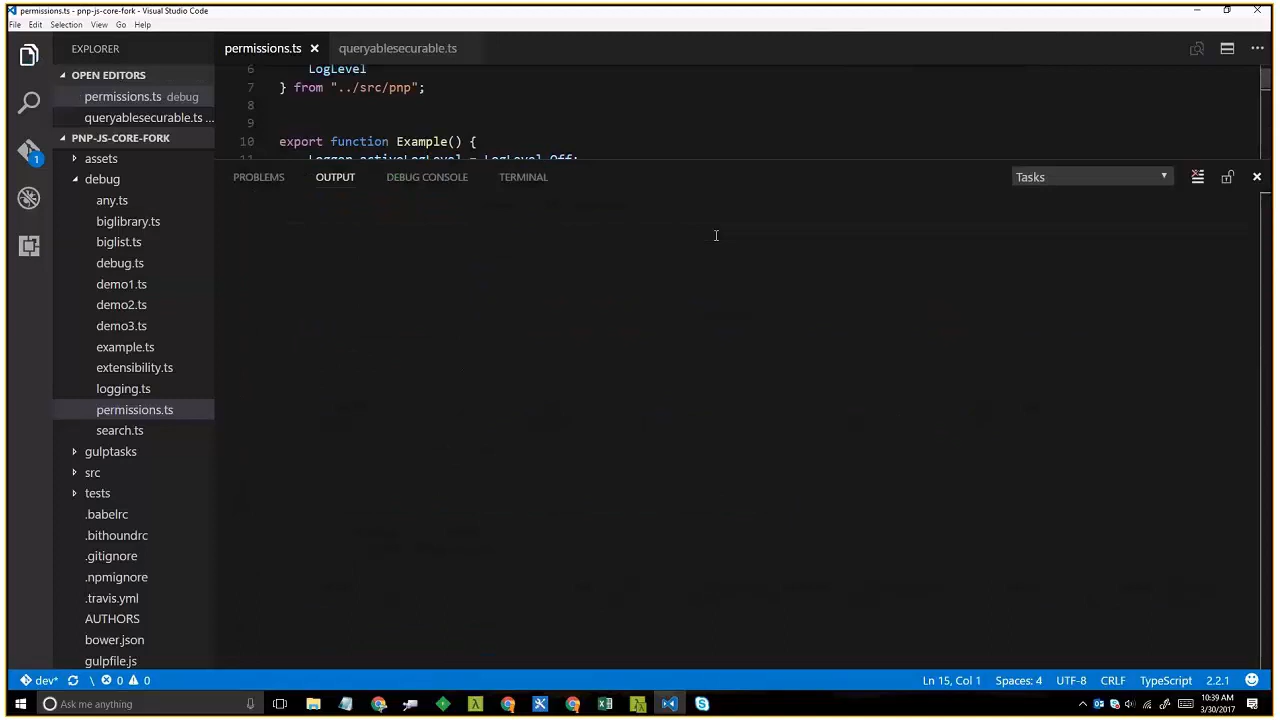 permissions.ts - pnp-js-core-fork - Visual Studio Code
File Edit Selection View Go Help
EXPLORER
OPEN EDITORS
permissions.ts debug
queryablesecurable.ts ...
PNP-JS-CORE-FORK
assets
debug
any.ts
biglibrary.ts
biglist.ts
debug.ts
demo1.ts
demo2.ts
demo3.ts
example.ts
extensibility.ts
logging.ts
permissions.ts
search.ts
gulptasks
src
tests
.babelrc
.bithoundrc
.gitignore
.npmignore
.travis.yml
AUTHORS
bower.json
gulpfile.js
1
permissions.ts queryablesecurable.ts
6 LogLevel
7 } from "../src/pnp";
8
9
10 export function Example() {
11 Logger.activeLogLevel = LogLevel.Off;
PROBLEMS OUTPUT DEBUG CONSOLE TERMINAL Tasks
dev* 0 0 Ln 15, Col 1 Spaces: 4 UTF-8 CRLF TypeScript 2.2.1
Ask me anything
10:39 AM
3/30/2017